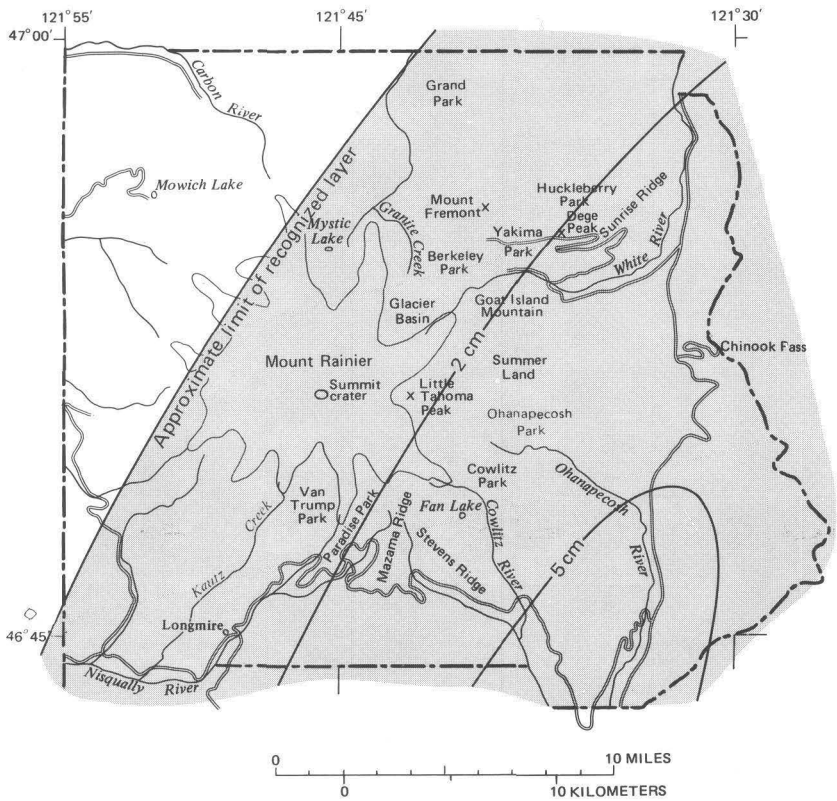 121°55′
121°45′
121°30′
47°00′
Carbon
River
Grand
Park
Mowich Lake
Mystic
Lake
Mount
Fremont
Granite Creek
Huckleberry
Park
Dege
Peak
Sunrise Ridge
Yakima
Park
White River
Berkeley
Park
Glacier
Basin
Goat Island
Mountain
Approximate limit of recognized layer
2 cm
Chinook Fass
Mount Rainier
Summit
crater
Little
Tahoma
Peak
Summer
Land
Ohanapecosh
Park
Cowlitz
Park
Ohanapecosh
River
Van
Trump
Park
Paradise Park
Fan Lake
Cowlitz
River
Mazama Ridge
Stevens Ridge
5 cm
Kautz
Creek
Longmire
46°45′
Nisqually
River
0
10 MILES
0
10 KILOMETERS